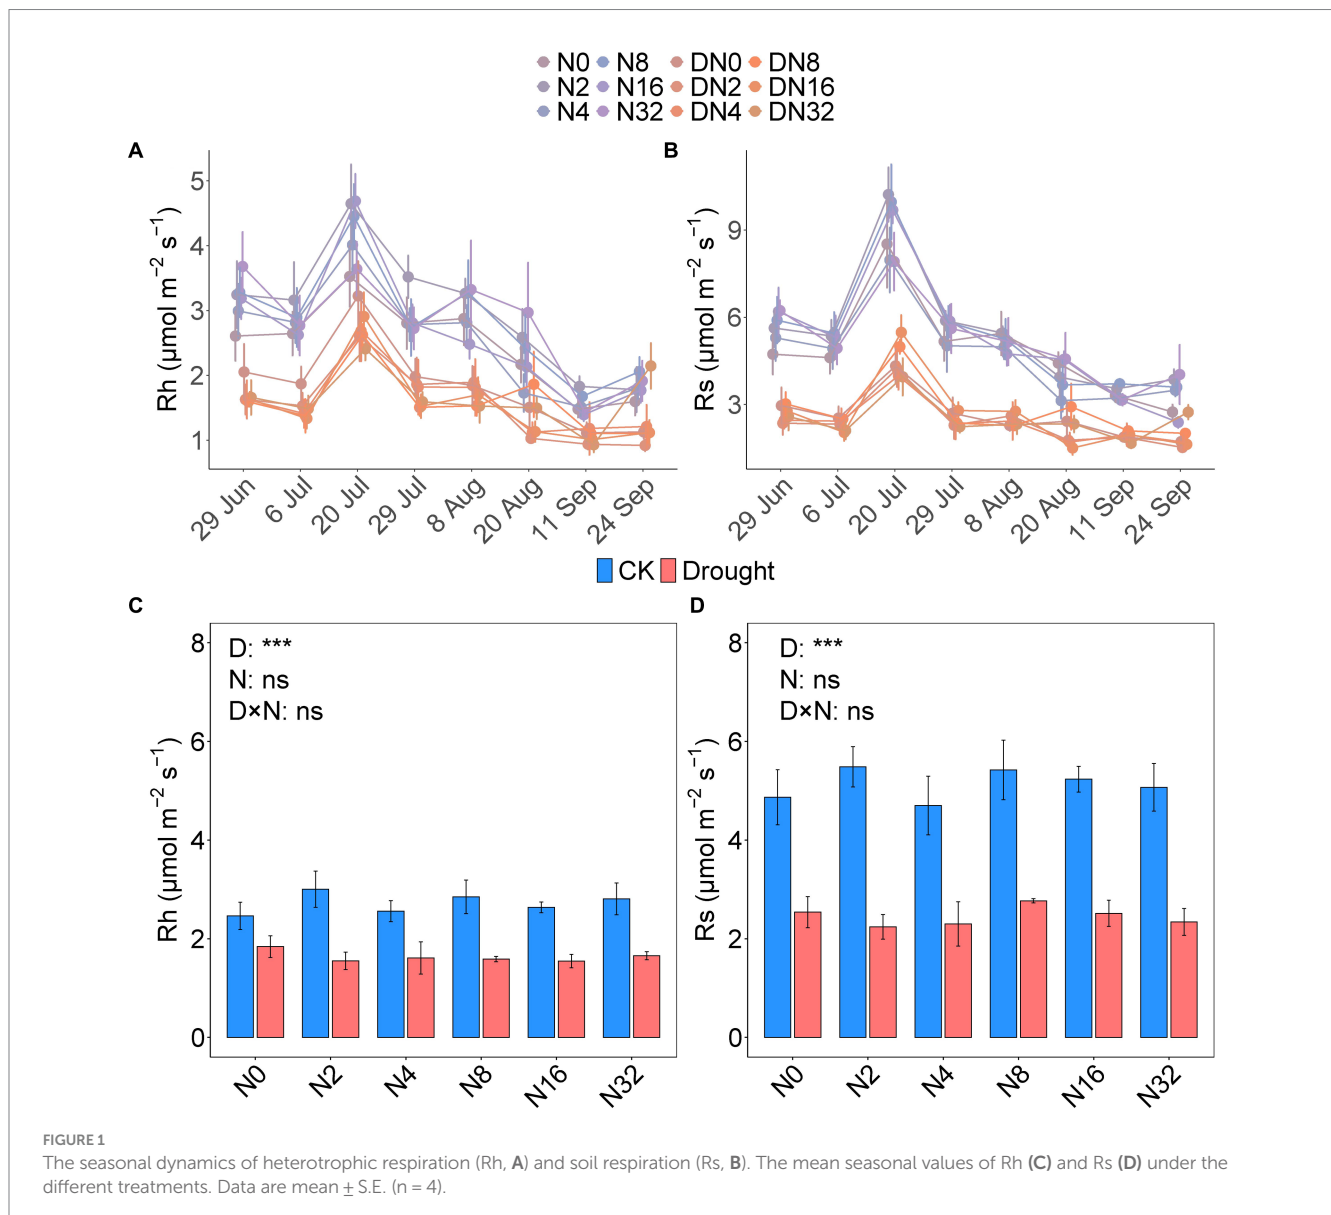 N0 N8 DN0 DN8
N2 N16 DN2 DN16
N4 N32 DN4 DN32
A
B
5
4
3
2
1
Rh (μmol m⁻² s⁻¹)
29 Jun 6 Jul 20 Jul 29 Jul 8 Aug 20 Aug 11 Sep 24 Sep
9
6
3
Rs (μmol m⁻² s⁻¹)
29 Jun 6 Jul 20 Jul 29 Jul 8 Aug 20 Aug 11 Sep 24 Sep
CK Drought
C
D
8
6
4
2
0
Rh (μmol m⁻² s⁻¹)
D: ***
N: ns
D×N: ns
N0 N2 N4 N8 N16 N32
8
6
4
2
0
Rs (μmol m⁻² s⁻¹)
D: ***
N: ns
D×N: ns
N0 N2 N4 N8 N16 N32
FIGURE 1
The seasonal dynamics of heterotrophic respiration (Rh, A) and soil respiration (Rs, B). The mean seasonal values of Rh (C) and Rs (D) under the
different treatments. Data are mean ± S.E. (n = 4).